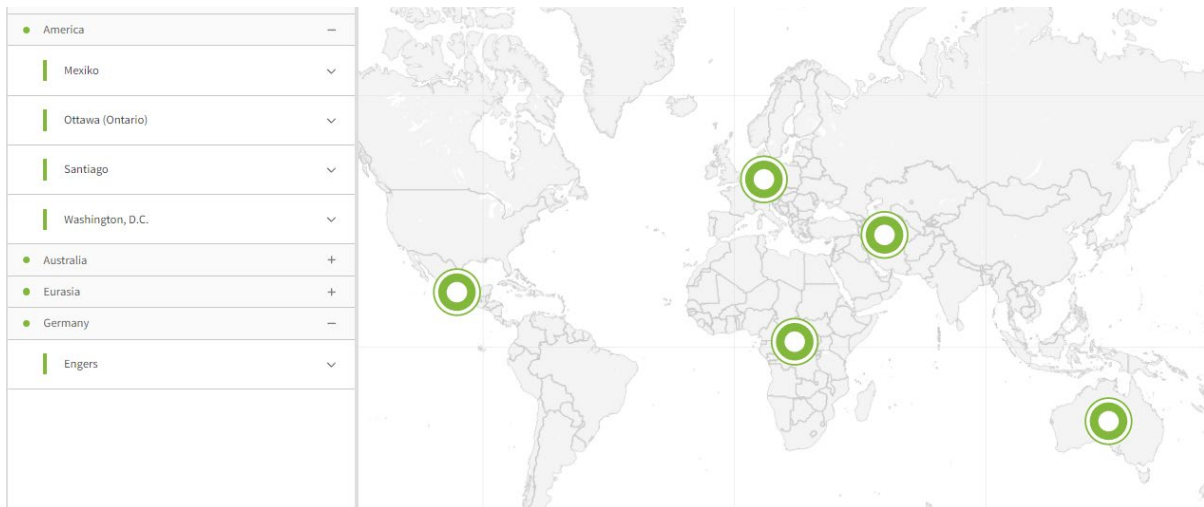 America
Mexiko
Ottawa (Ontario)
Santiago
Washington, D.C.
Australia
Eurasia
Germany
Engers